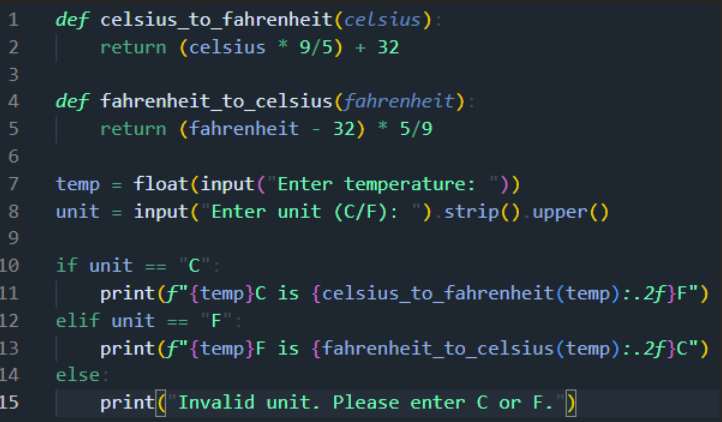 1 def celsius_to_fahrenheit(celsius):
2     return (celsius * 9/5) + 32
3
4 def fahrenheit_to_celsius(fahrenheit):
5     return (fahrenheit - 32) * 5/9
6
7 temp = float(input("Enter temperature: "))
8 unit = input("Enter unit (C/F): ").strip().upper()
9
10 if unit == "C":
11     print(f"{temp}C is {celsius_to_fahrenheit(temp):.2f}F")
12 elif unit == "F":
13     print(f"{temp}F is {fahrenheit_to_celsius(temp):.2f}C")
14 else:
15     print("Invalid unit. Please enter C or F.")